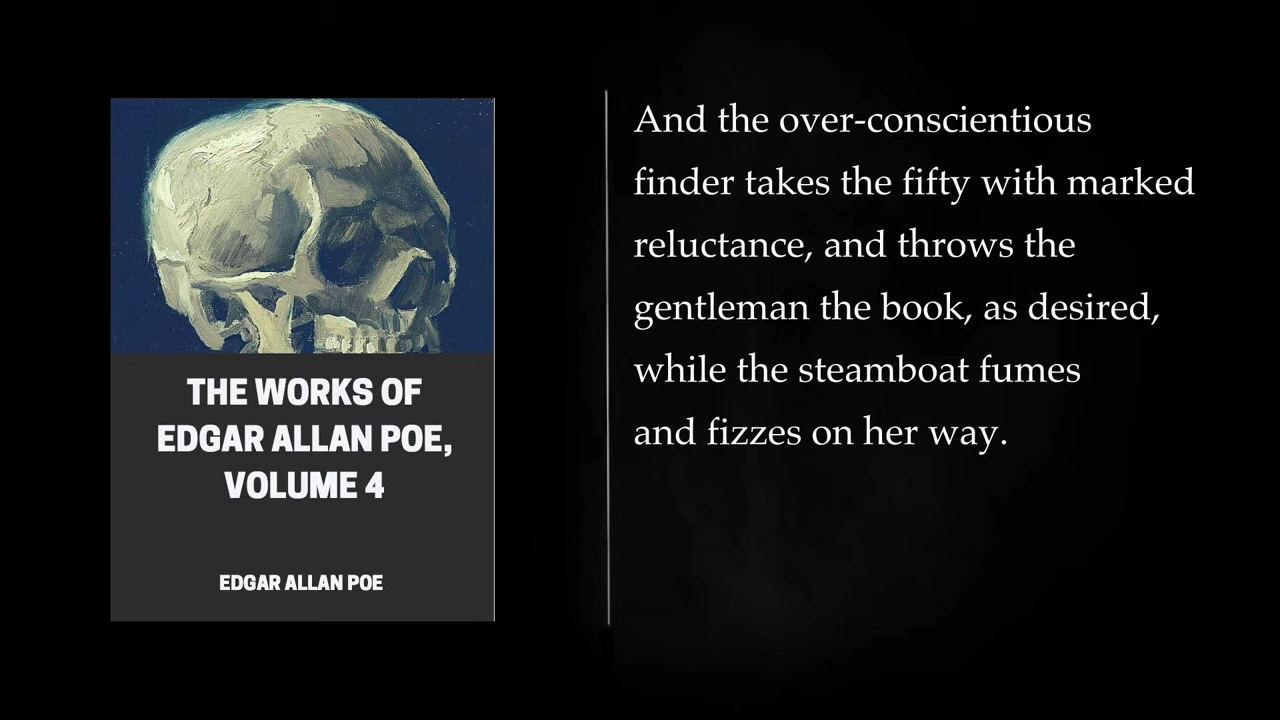 THE WORKS OF
EDGAR ALLAN POE,
VOLUME 4
EDGAR ALLAN POE
And the over-conscientious
finder takes the fifty with marked
reluctance, and throws the
gentleman the book, as desired,
while the steamboat fumes
and fizzes on her way.